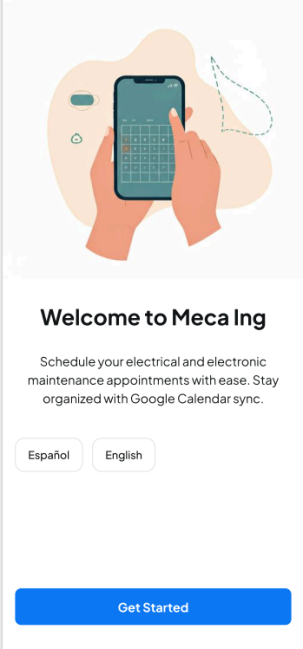 Welcome to Meca Ing
Schedule your electrical and electronic
maintenance appointments with ease. Stay
organized with Google Calendar sync.
Español
English
Get Started